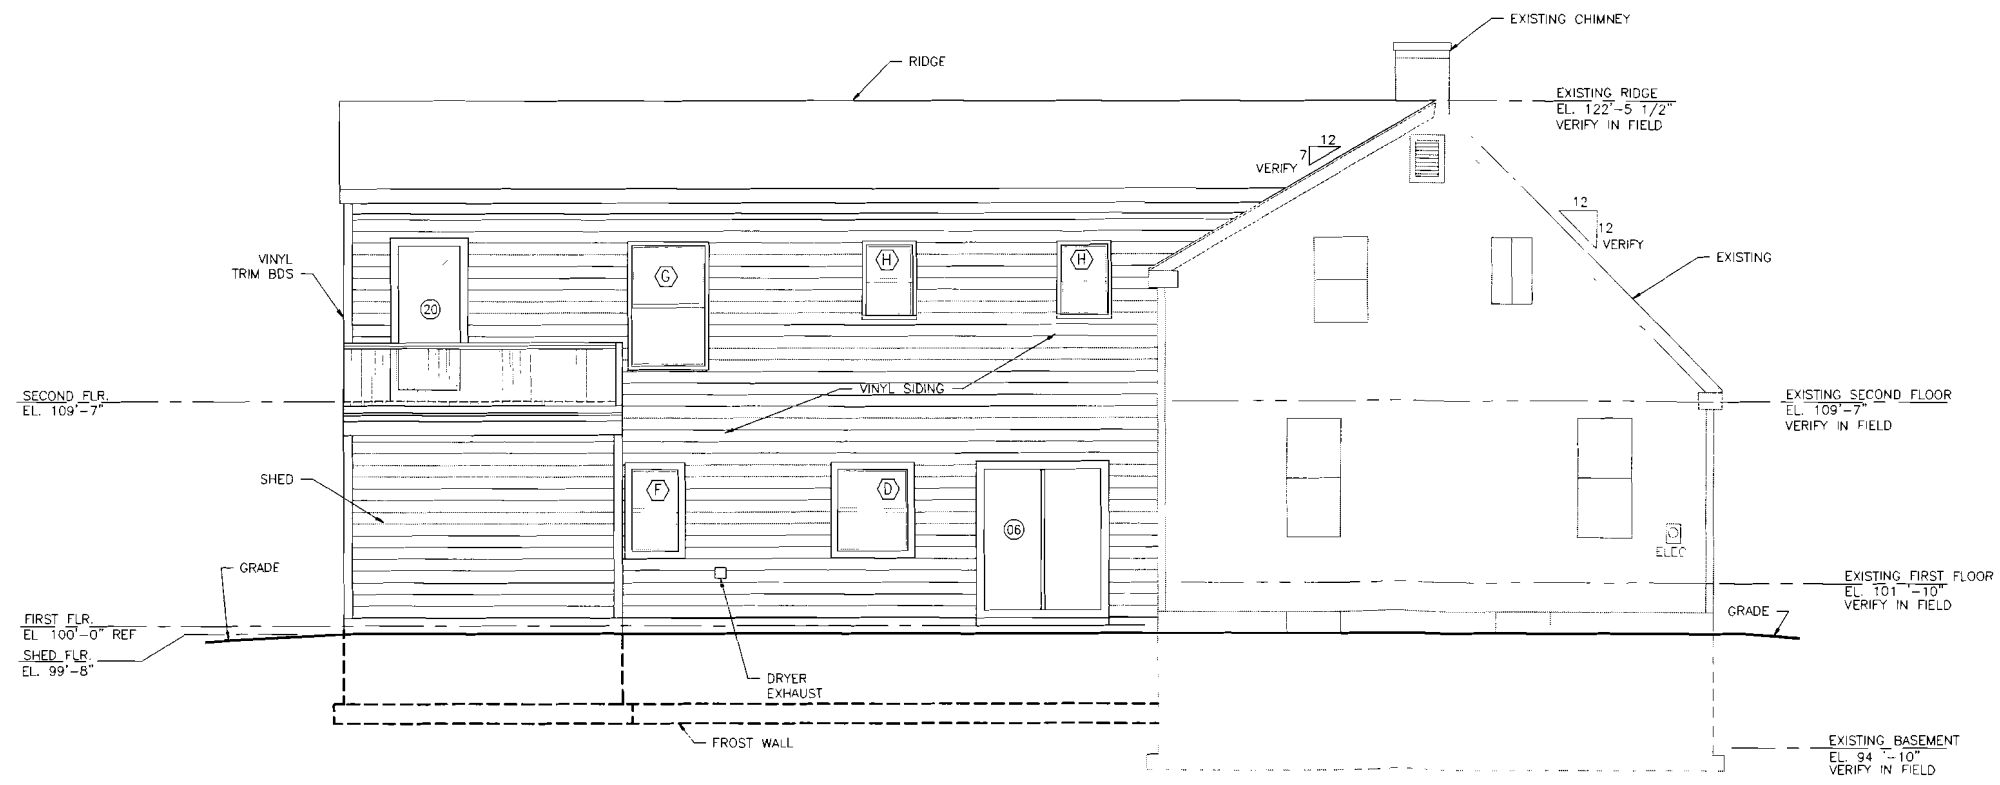 EXISTING CHIMNEY
RIDGE
EXISTING RIDGE
EL. 122'-5 1/2"
VERIFY IN FIELD
12
7
VERIFY
12
12
VERIFY
VINYL
TRIM BDS
G
H
H
20
EXISTING
SECOND FLR.
EL. 109'-7"
VINYL SIDING
EXISTING SECOND FLOOR
EL. 109'-7"
VERIFY IN FIELD
SHED
F
D
06
ELEC
GRADE
EXISTING FIRST FLOOR
EL. 101 '-10"
VERIFY IN FIELD
GRADE
FIRST FLR.
EL 100'-0" REF
SHED FLR.
EL. 99'-8"
DRYER
EXHAUST
FROST WALL
EXISTING BASEMENT
EL. 94 '-10"
VERIFY IN FIELD